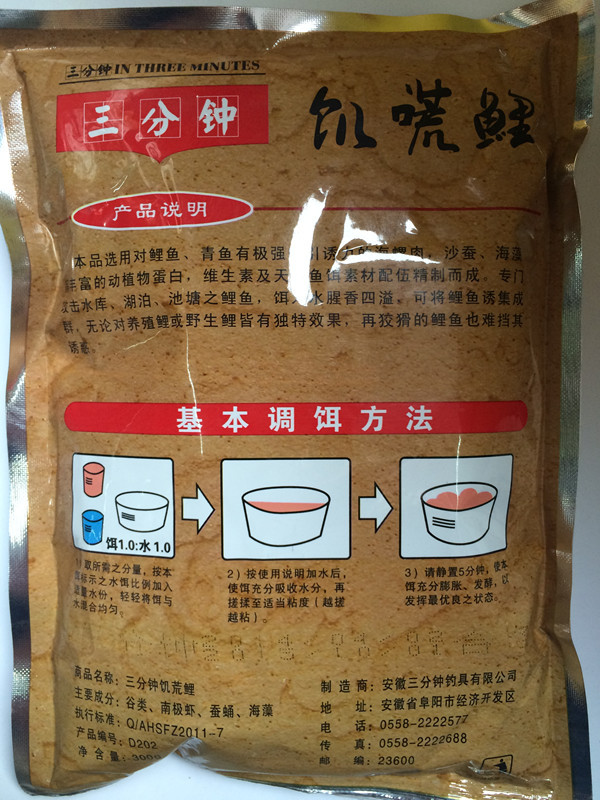 三分钟IN THREE MINUTES
三分钟
饥荒鲤
产品说明
本品选用对鲤鱼、青鱼有极强 引诱力的海螺肉，沙蚕、海藻
丰富的动植物蛋白，维生素及天 鱼饵素材配伍精制而成。专门
攻击水库、湖泊、池塘之鲤鱼，饵 水腥香四溢、可将鲤鱼诱集成
群，无论对养殖鲤或野生鲤皆有独特效果，再狡猾的鲤鱼也难挡其
诱惑。
基本调饵方法
饵1.0:水1.0
1）取所需之分量，按本
标示之水饵比例加入
量水份，轻轻将饵与
水混合均匀。
2）按使用说明加水后，
使饵充分吸收水分、再
搓揉至适当粘度（越搓
越粘）。
3）请静置5分钟，使本
饵充分膨胀、发酵，以
发挥最优良之状态。
商品名称：三分钟饥荒鲤
主要成分：谷类、南极虾、蚕蛹、海藻
执行标准：Q/AHSFZ2011-7
产品编号：D202
净含量：300g
制造商：安徽三分钟钓具有限公司
地 址：安徽省阜阳市经济开发区
电 话：0558-2222577
传 真：0558-2222688
邮 编：23600